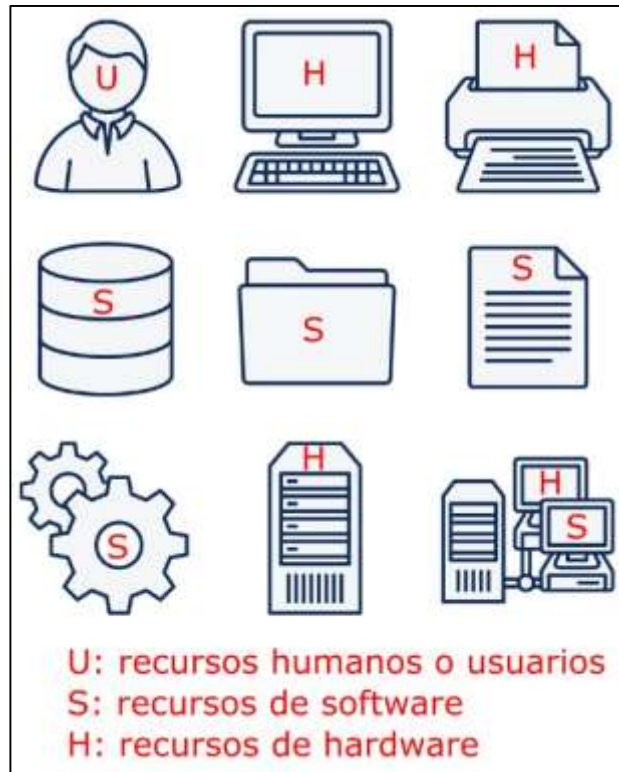 U
H
H
S
S
S
S
H
H
S
U: recursos humanos o usuarios
S: recursos de software
H: recursos de hardware